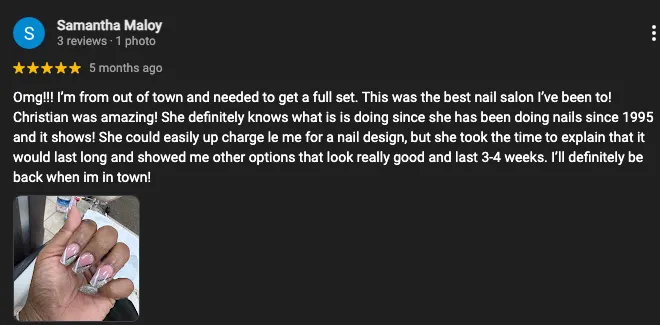 S
Samantha Maloy
3 reviews · 1 photo
5 months ago
Omg!!! I'm from out of town and needed to get a full set. This was the best nail salon I've been to!
Christian was amazing! She definitely knows what is is doing since she has been doing nails since 1995
and it shows! She could easily up charge le me for a nail design, but she took the time to explain that it
would last long and showed me other options that look really good and last 3-4 weeks. I'll definitely be
back when im in town!